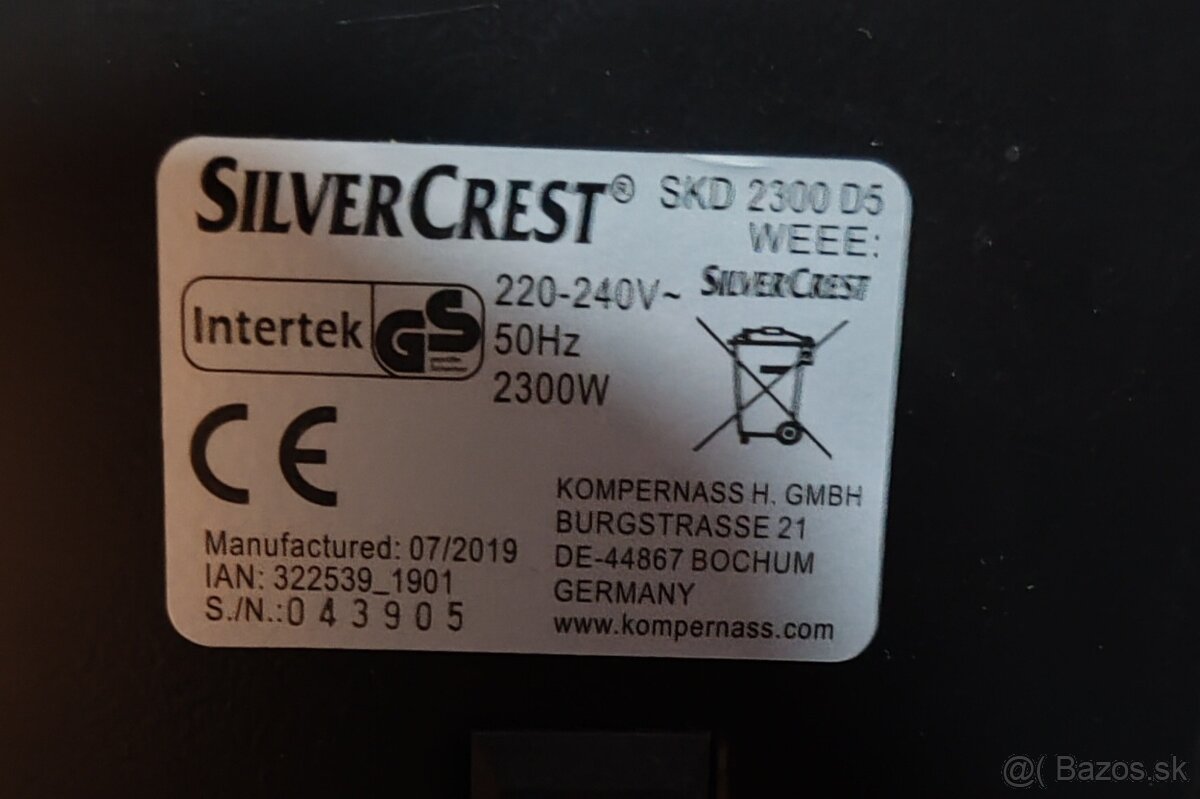 SILVERCREST® SKD 2300 D5
WEEE:
SILVERCREST
Intertek GS
220-240V~
50Hz
2300W
CE
Manufactured: 07/2019
IAN: 322539_1901
S./N.:043905
KOMPERNASS H. GMBH
BURGSTRASSE 21
DE-44867 BOCHUM
GERMANY
www.kompernass.com
@( Bazos.sk